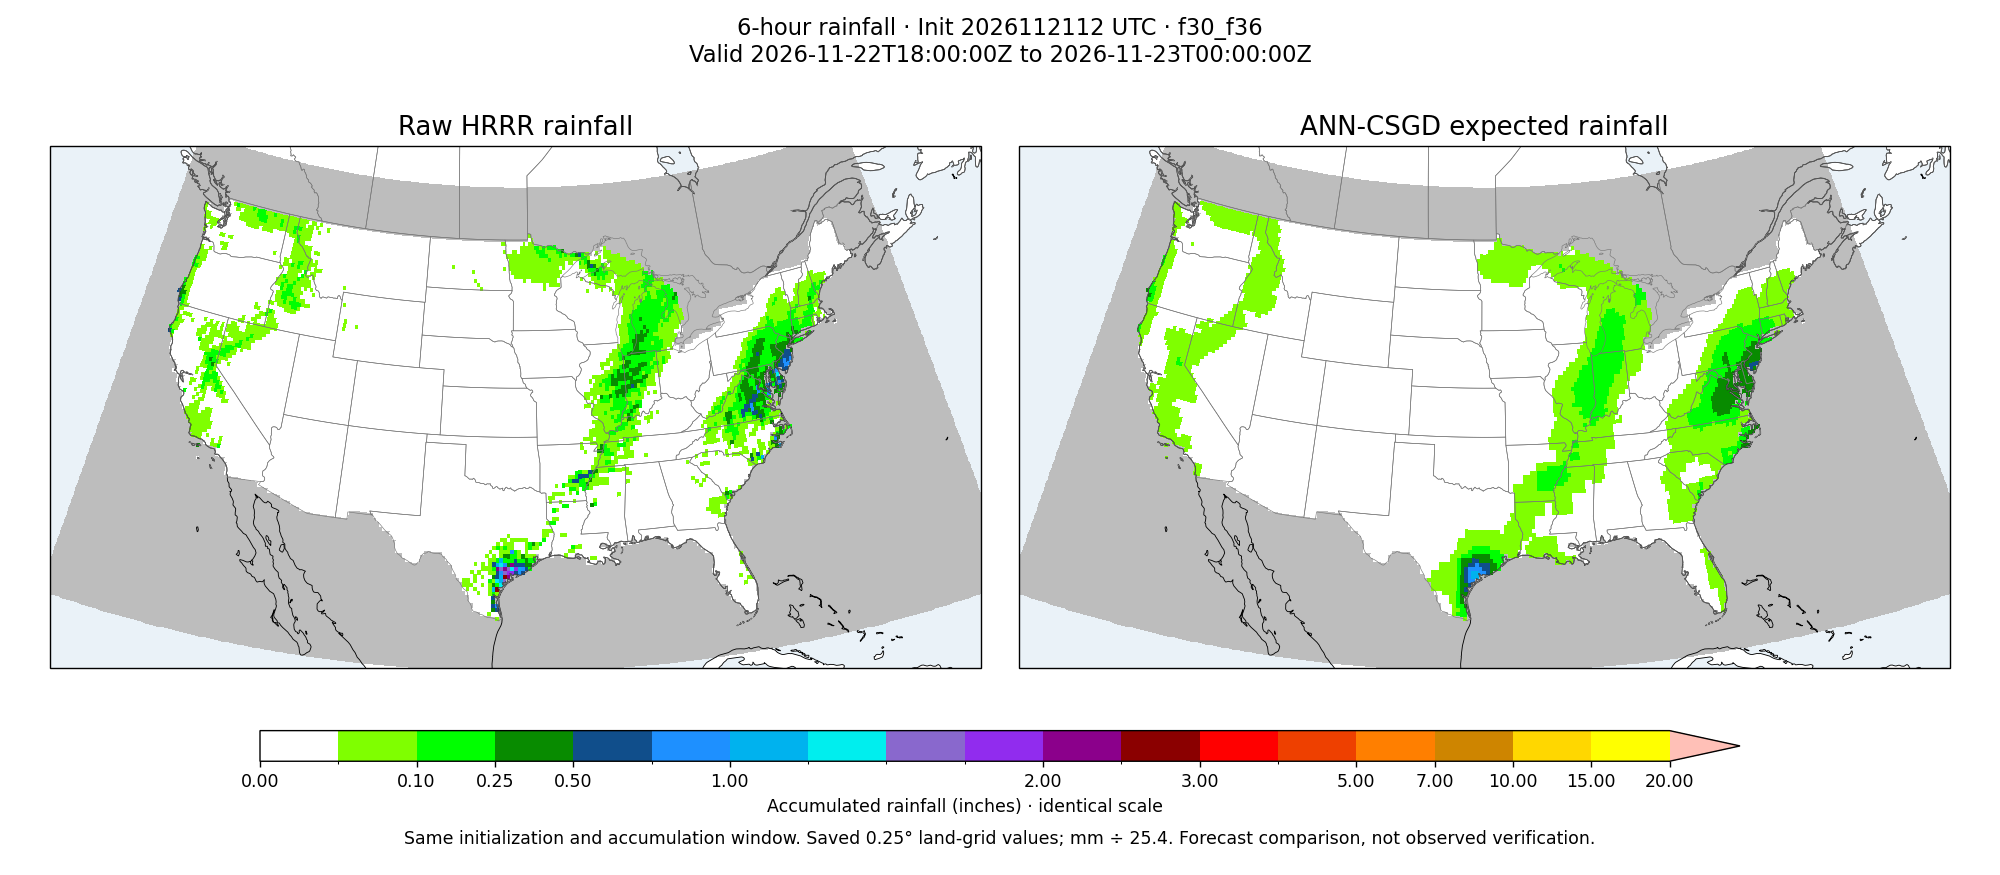 6-hour rainfall · Init 2026112112 UTC · f30_f36
Valid 2026-11-22T18:00:00Z to 2026-11-23T00:00:00Z
Raw HRRR rainfall
ANN-CSGD expected rainfall
0.00 0.10 0.25 0.50 1.00 2.00 3.00 5.00 7.00 10.00 15.00 20.00
Accumulated rainfall (inches) · identical scale
Same initialization and accumulation window. Saved 0.25° land-grid values; mm ÷ 25.4. Forecast comparison, not observed verification.